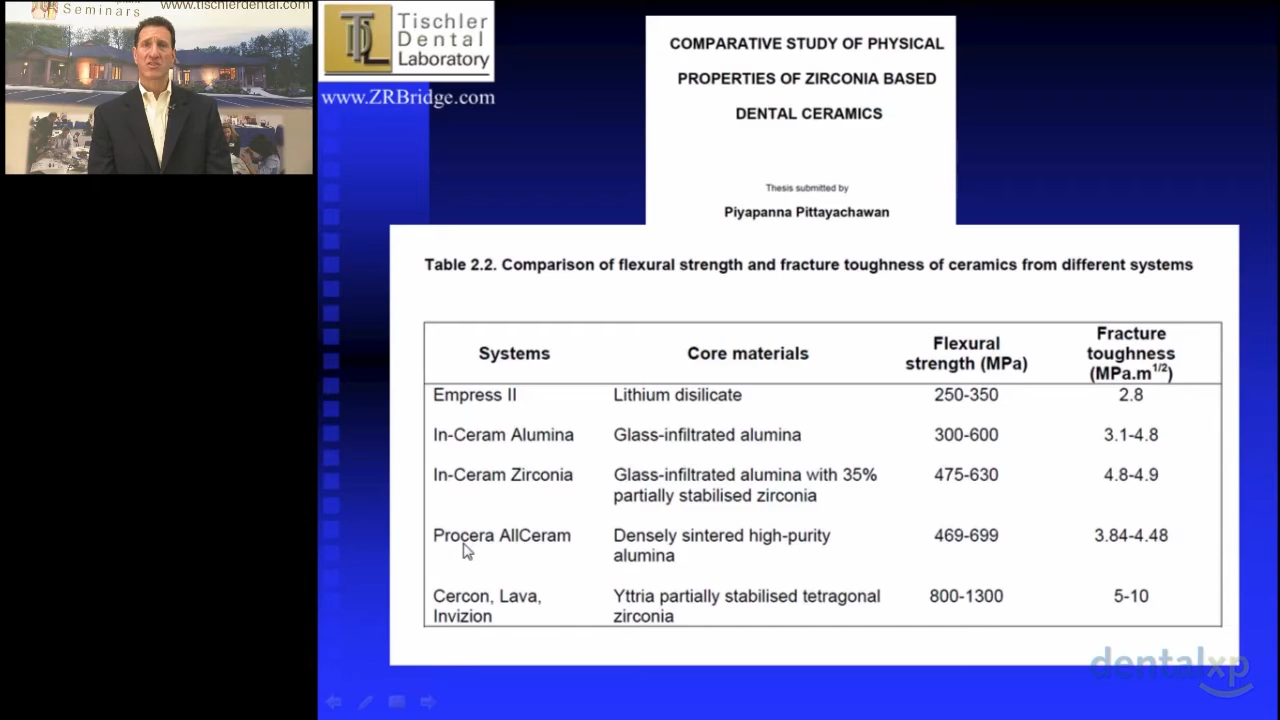 Seminars
www.tischlerdental.com
Tischler
Dental
Laboratory
www.ZRBridge.com
COMPARATIVE STUDY OF PHYSICAL
PROPERTIES OF ZIRCONIA BASED
DENTAL CERAMICS
Thesis submitted by
Piyapanna Pittayachawan
Table 2.2. Comparison of flexural strength and fracture toughness of ceramics from different systems
Systems
Core materials
Flexural
strength (MPa)
Fracture
toughness
(MPa.m1/2)
Empress II
Lithium disilicate
250-350
2.8
In-Ceram Alumina
Glass-infiltrated alumina
300-600
3.1-4.8
In-Ceram Zirconia
Glass-infiltrated alumina with 35%
partially stabilised zirconia
475-630
4.8-4.9
Procera AllCeram
Densely sintered high-purity
alumina
469-699
3.84-4.48
Cercon, Lava,
Invizion
Yttria partially stabilised tetragonal
zirconia
800-1300
5-10
dentalxp